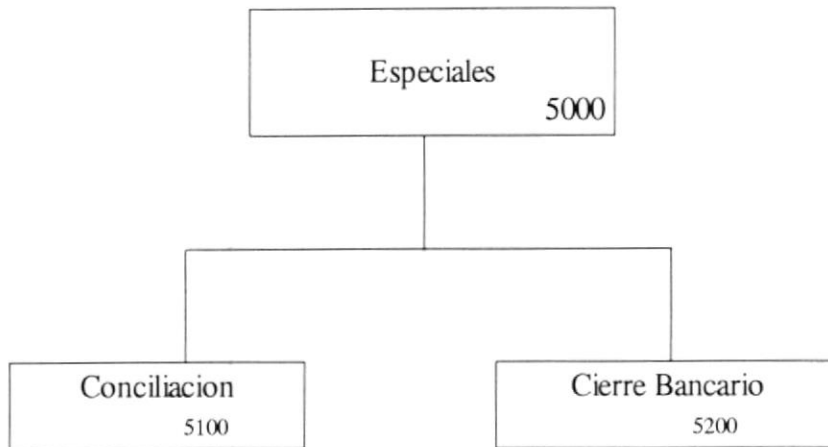 Especiales
5000
Conciliacion
5100
Cierre Bancario
5200